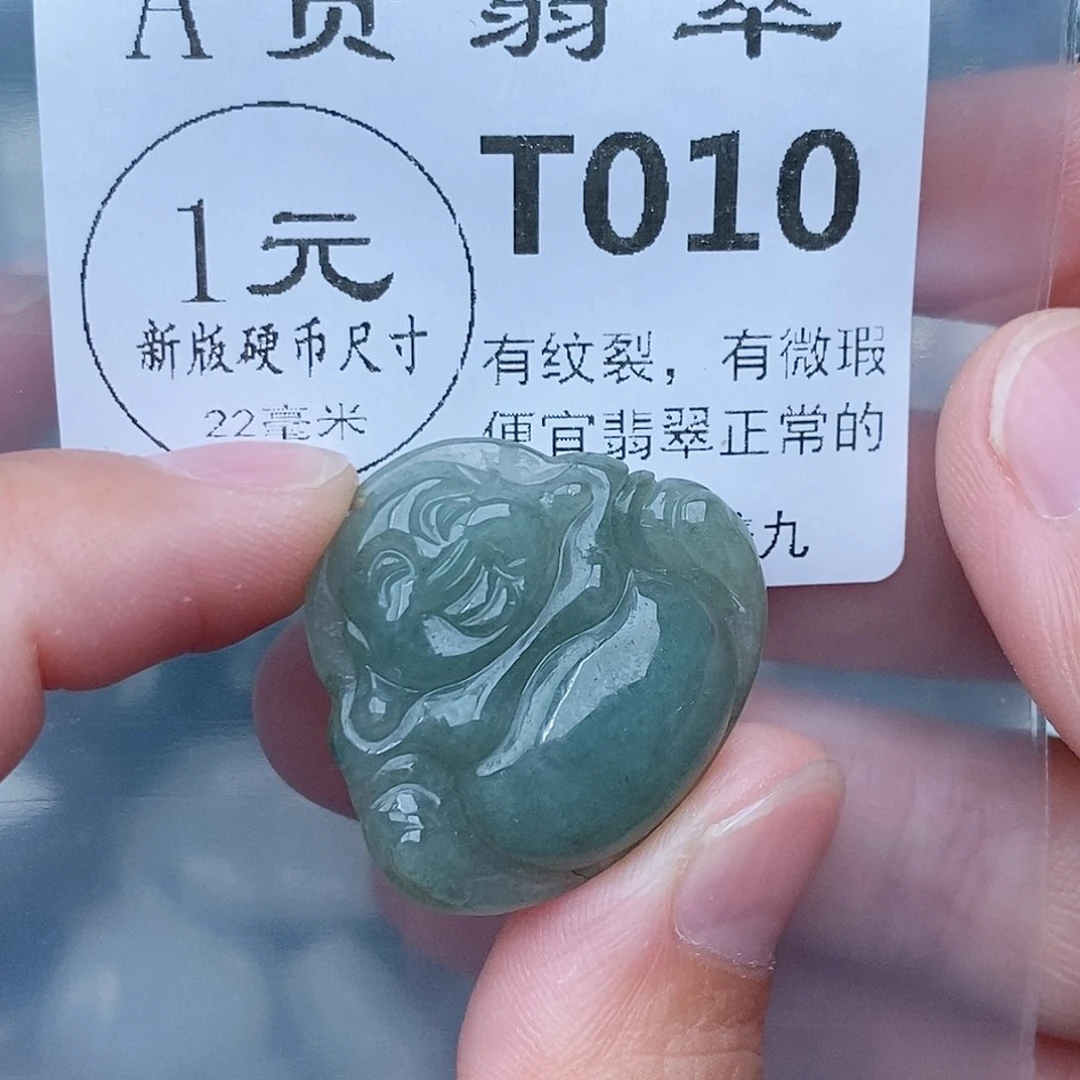 A货翡翠
T010
1元
新版硬币尺寸
22毫米
有纹裂，有微瑕
便宜翡翠正常的
九